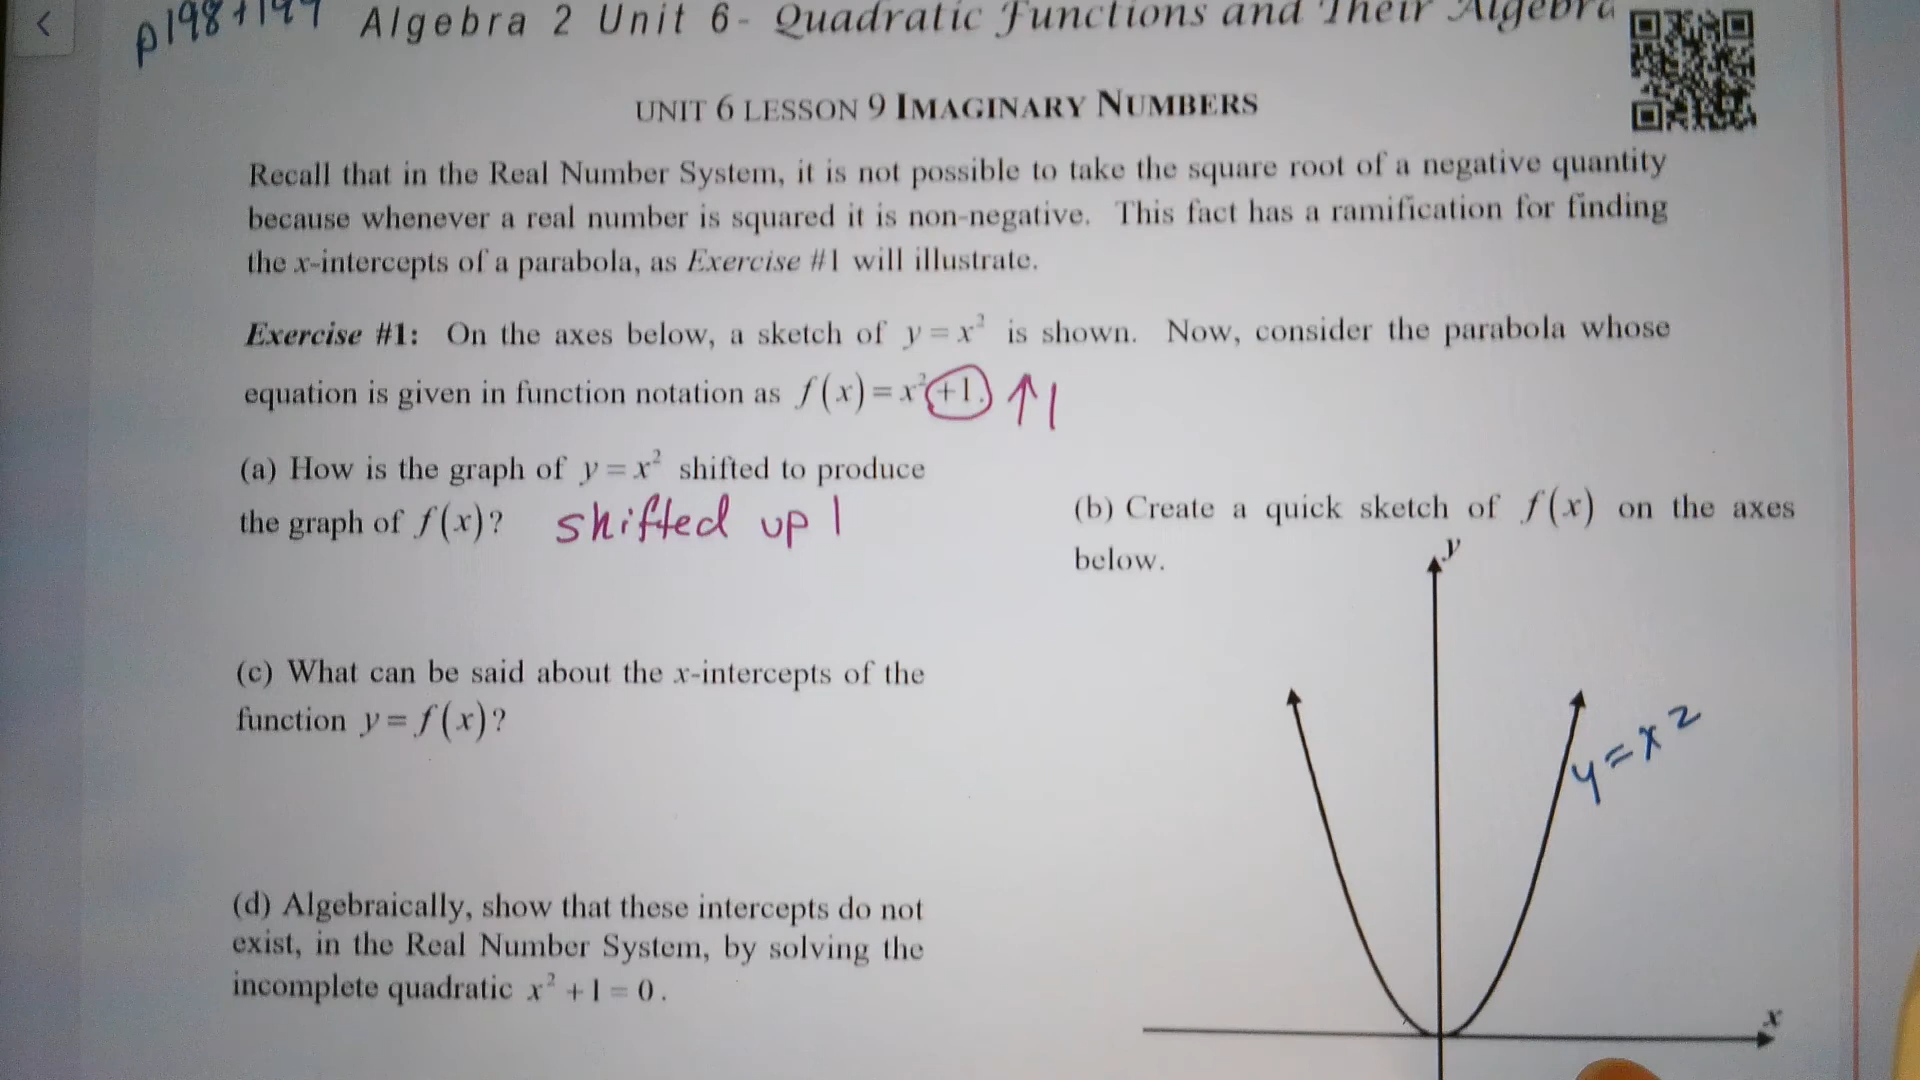 p198+199 Algebra 2 Unit 6- Quadratic Functions and Their Algebra
UNIT 6 LESSON 9 IMAGINARY NUMBERS
Recall that in the Real Number System, it is not possible to take the square root of a negative quantity
because whenever a real number is squared it is non-negative. This fact has a ramification for finding
the x-intercepts of a parabola, as Exercise #1 will illustrate.
Exercise #1: On the axes below, a sketch of y = x² is shown. Now, consider the parabola whose
equation is given in function notation as f(x) = x² +1. ↑1
(a) How is the graph of y = x² shifted to produce
the graph of f(x)? shifted up 1
(b) Create a quick sketch of f(x) on the axes
below.
y
(c) What can be said about the x-intercepts of the
function y = f(x)?
y = x²
(d) Algebraically, show that these intercepts do not
exist, in the Real Number System, by solving the
incomplete quadratic x² +1 = 0.
x